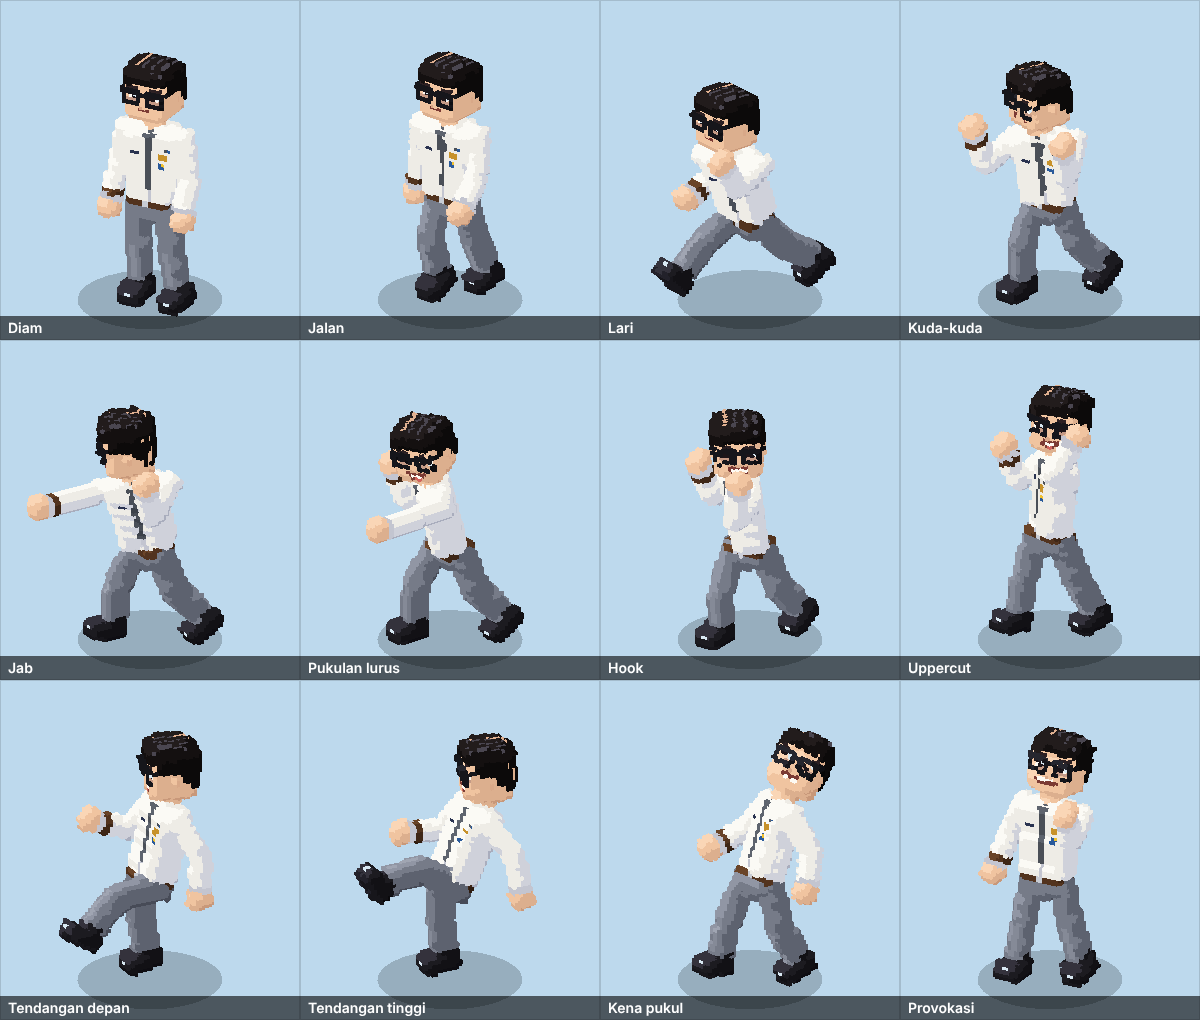 Diam
Jalan
Lari
Kuda-kuda
Jab
Pukulan lurus
Hook
Uppercut
Tendangan depan
Tendangan tinggi
Kena pukul
Provokasi